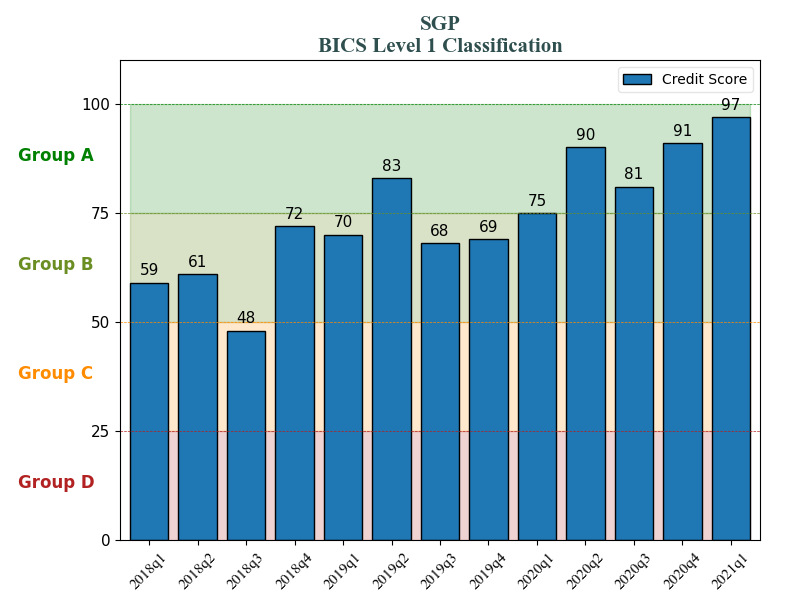 SGP
BICS Level 1 Classification
Credit Score
100
75
50
25
0
Group A
Group B
Group C
Group D
59
61
48
72
70
83
68
69
75
90
81
91
97
2018q1
2018q2
2018q3
2018q4
2019q1
2019q2
2019q3
2019q4
2020q1
2020q2
2020q3
2020q4
2021q1